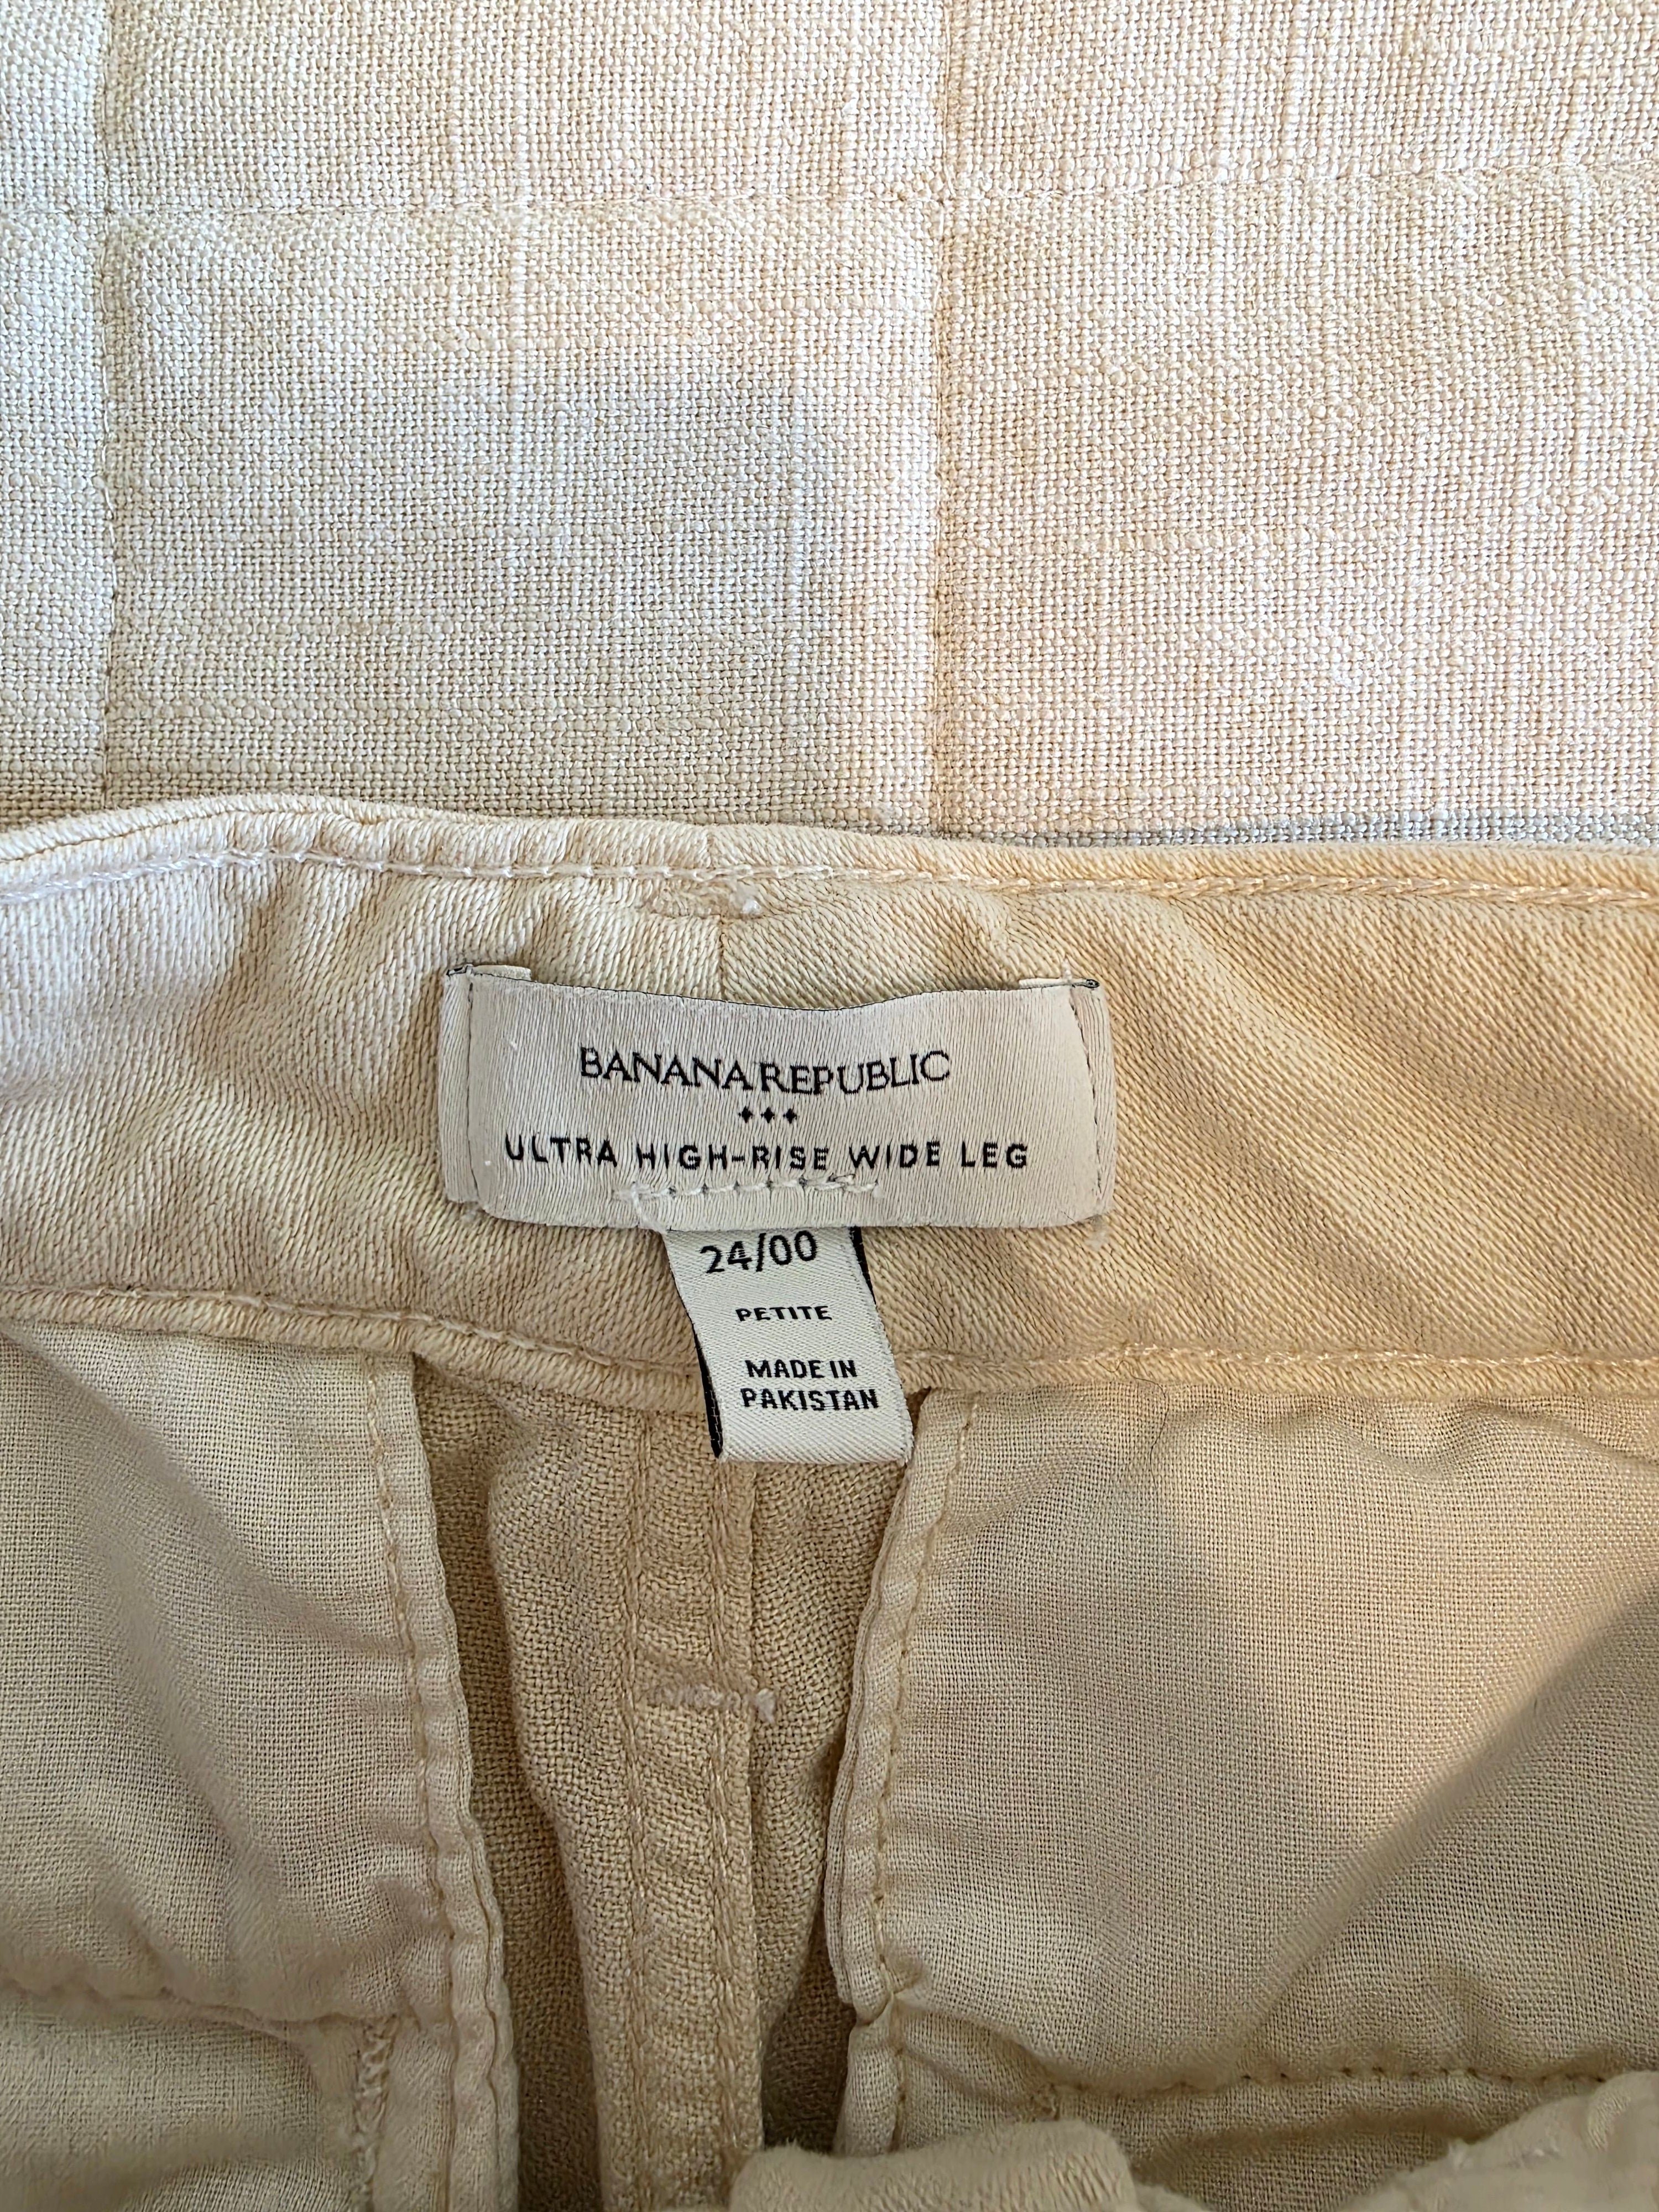 BANANA REPUBLIC
ULTRA HIGH-RISE WIDE LEG
24/00
PETITE
MADE IN
PAKISTAN